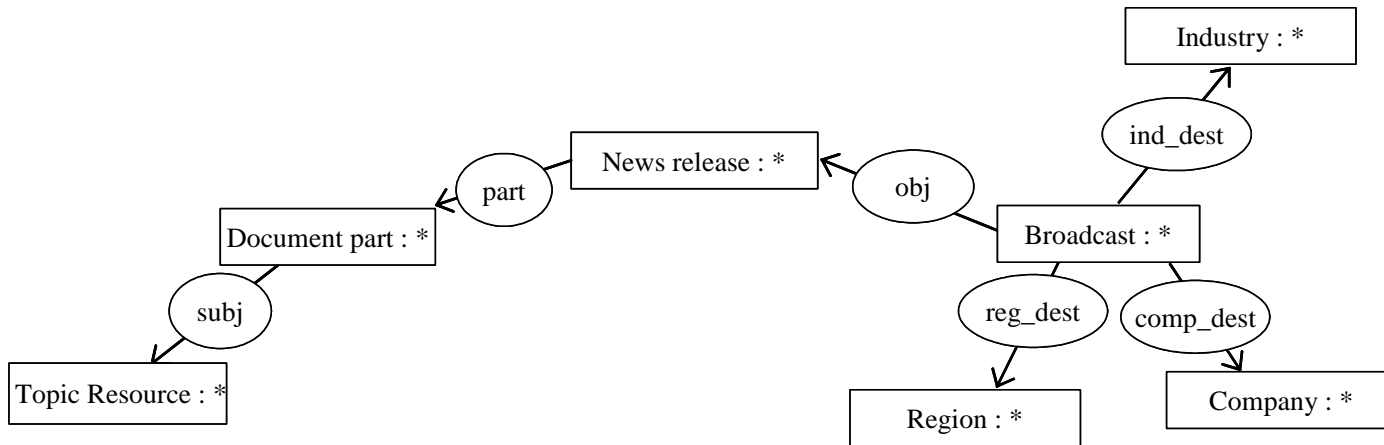 Industry : *
ind_dest
News release : *
part
obj
Document part : *
Broadcast : *
subj
reg_dest
comp_dest
Topic Resource : *
Region : *
Company : *